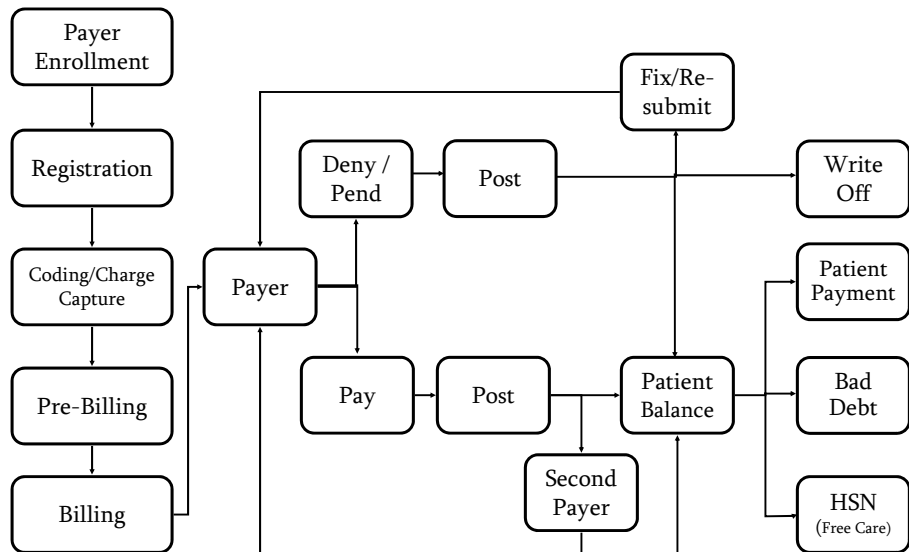 Payer
Enrollment
Registration
Coding/Charge
Capture
Pre-Billing
Billing
Payer
Deny /
Pend
Post
Fix/Re-
submit
Write
Off
Pay
Post
Second
Payer
Patient
Balance
Patient
Payment
Bad
Debt
HSN
(Free Care)